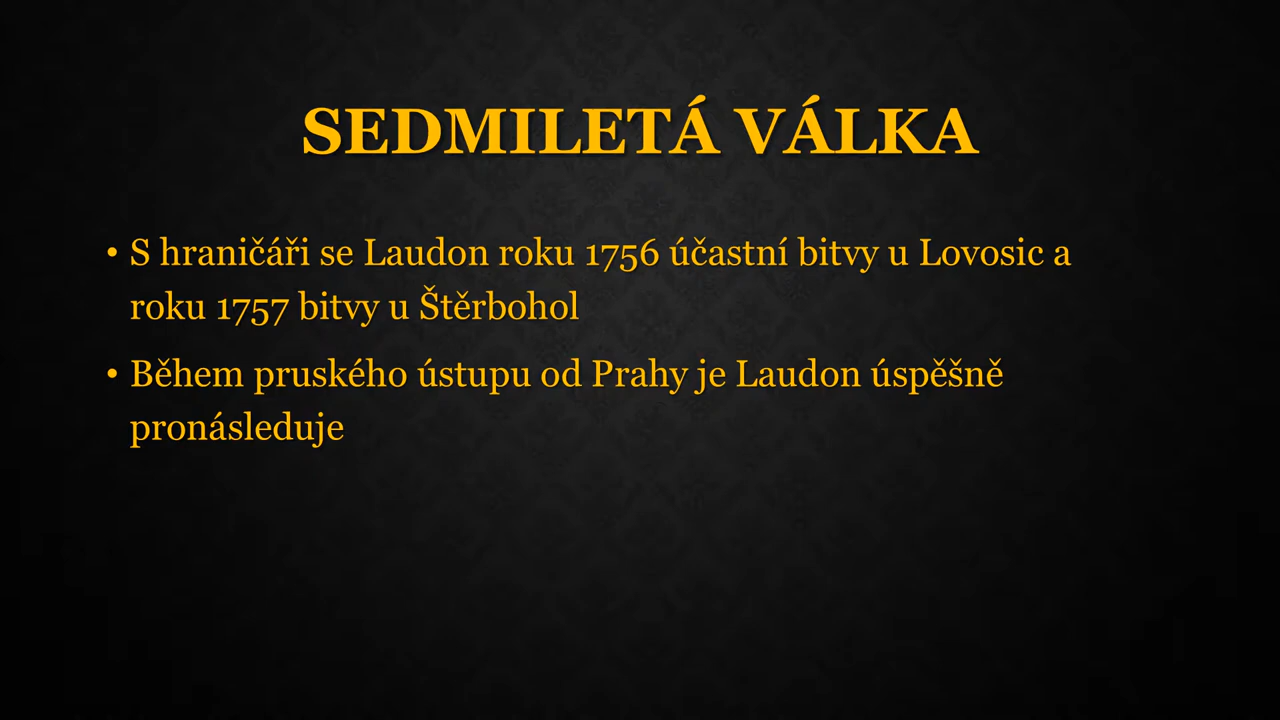 SEDMILETÁ VÁLKA
• S hraničáři se Laudon roku 1756 účastní bitvy u Lovosic a
roku 1757 bitvy u Štěrbohol
• Během pruského ústupu od Prahy je Laudon úspěšně
pronásleduje